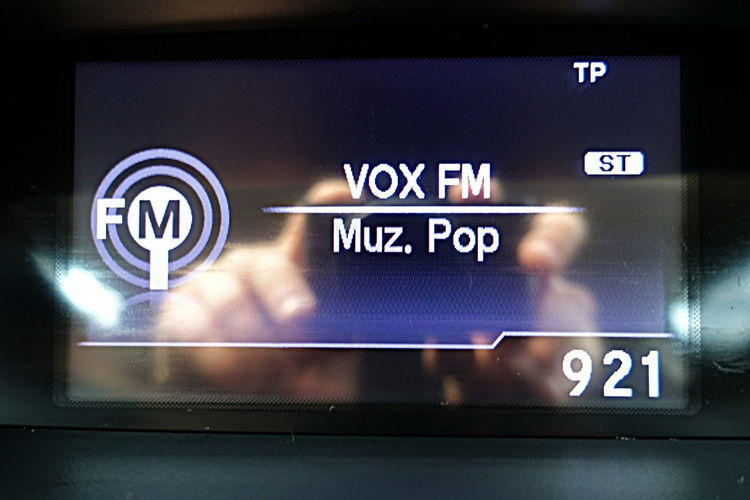 TP
ST
VOX FM
FM
Muz. Pop
921